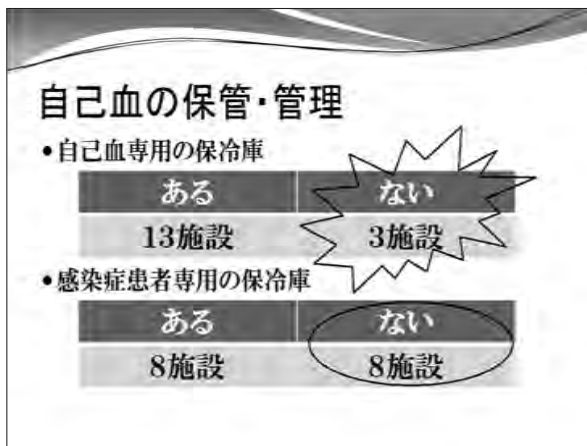 自己血の保管・管理
•自己血専用の保冷庫
ある ない
13施設 3施設
•感染症患者専用の保冷庫
ある ない
8施設 8施設